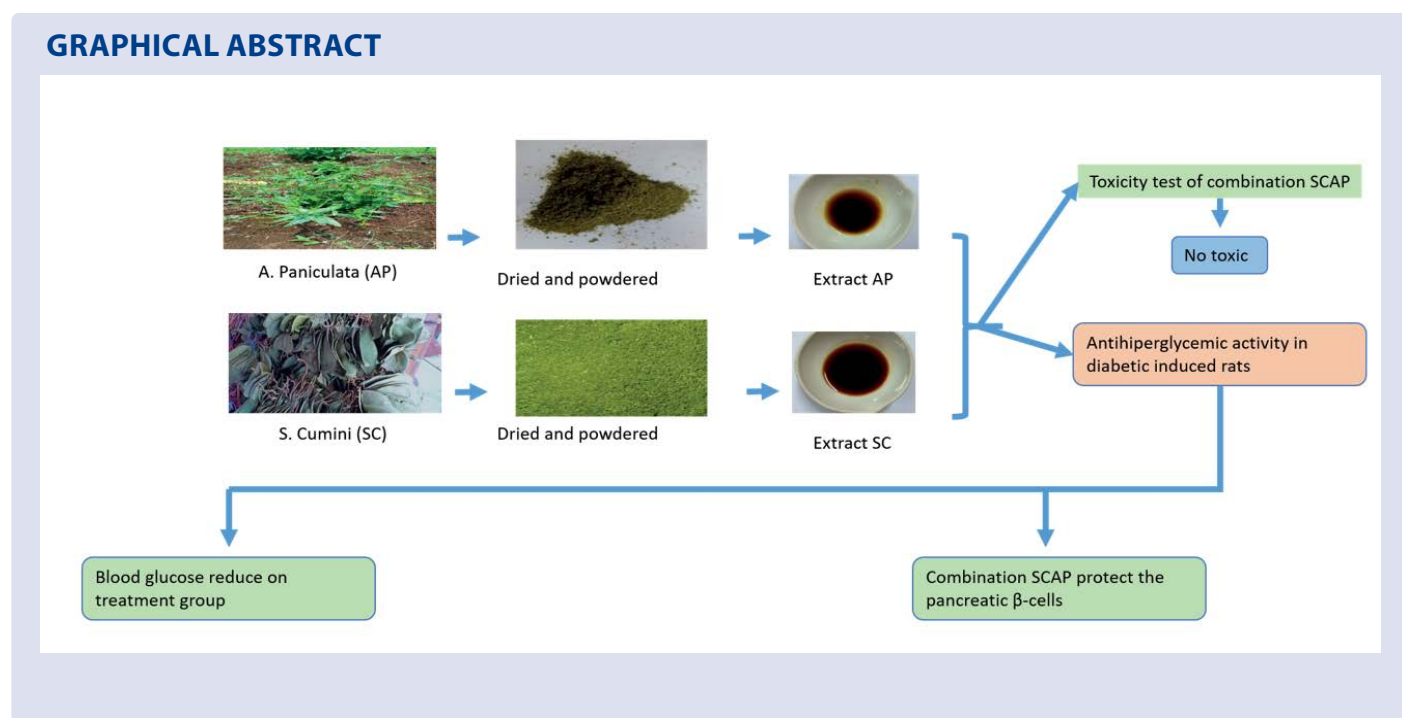 GRAPHICAL ABSTRACT
A. Paniculata (AP)
Dried and powdered
Extract AP
Toxicity test of combination SCAP
No toxic
S. Cumini (SC)
Dried and powdered
Extract SC
Antihiperglycemic activity in
diabetic induced rats
Blood glucose reduce on
treatment group
Combination SCAP protect the
pancreatic β-cells